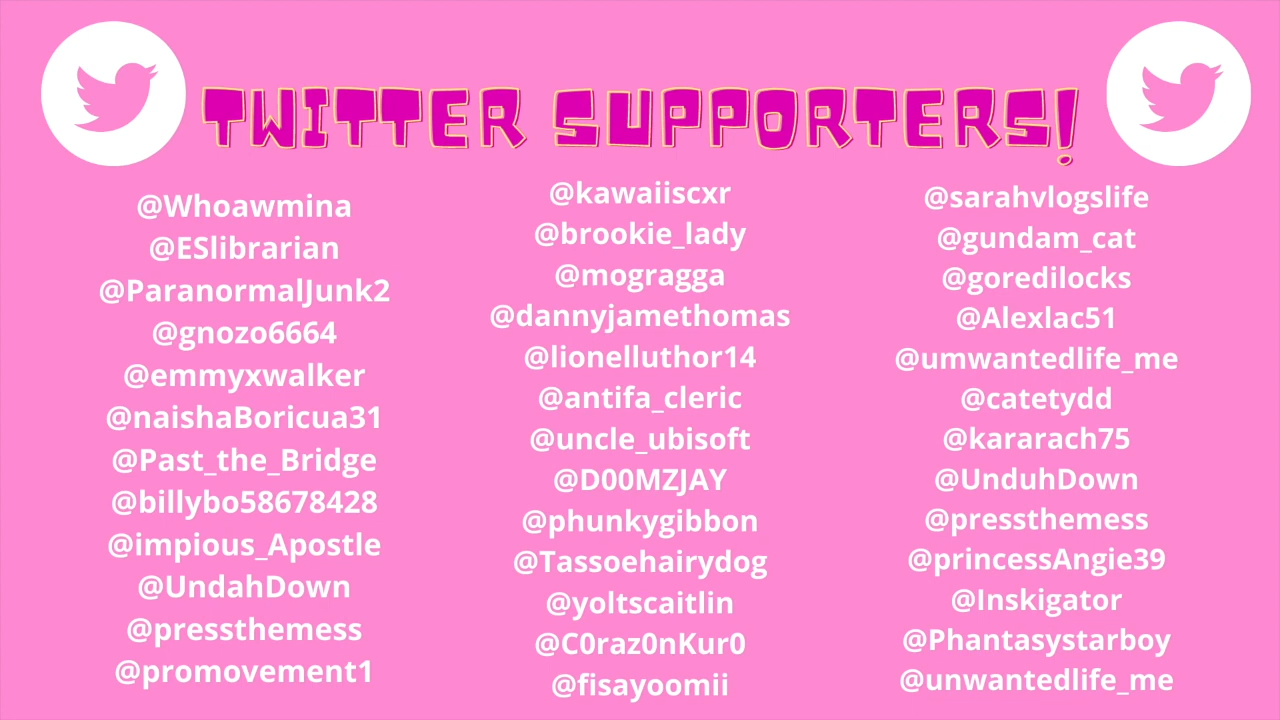 TWITTER SUPPORTERS!
@Whoawmina
@ESlibrarian
@ParanormalJunk2
@gnozo6664
@emmyxwalker
@naishaBoricua31
@Past_the_Bridge
@billybo58678428
@impious_Apostle
@UndahDown
@pressthemess
@promovement1
@kawaiiscxr
@brookie_lady
@mogragga
@dannyjamethomas
@lionelluthor14
@antifa_cleric
@uncle_ubisoft
@D00MZJAY
@phunkygibbon
@Tassoehairydog
@yoltscaitlin
@C0raz0nKur0
@fisayoomii
@sarahvlogslife
@gundam_cat
@goredilocks
@Alexlac51
@umwantedlife_me
@catetydd
@kararach75
@UnduhDown
@pressthemess
@princessAngie39
@Inskigator
@Phantasystarboy
@unwantedlife_me